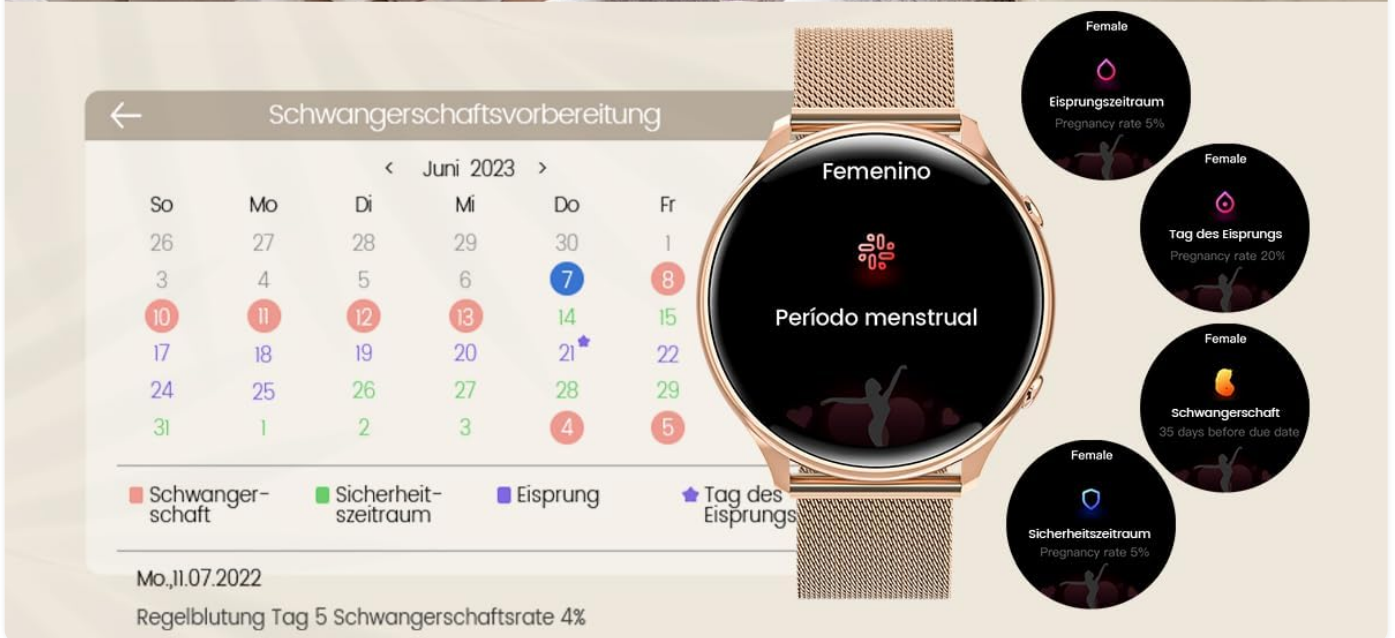 Schwangerschaftsvorbereitung
< Juni 2023 >
So Mo Di Mi Do Fr
26 27 28 29 30 1
3 4 5 6 7 8
10 11 12 13 14 15
17 18 19 20 21 22
24 25 26 27 28 29
31 1 2 3 4 5
Schwanger-
schaft
Sicherheit-
szeitraum
Eisprung
Tag des
Eisprungs
Mo.,11.07.2022
Regelblutung Tag 5 Schwangerschaftsrate 4%
Femenino
Período menstrual
Female
Eisprungszeitraum
Pregnancy rate 5%
Female
Tag des Eisprungs
Pregnancy rate 20%
Female
Schwangerschaft
35 days before due date
Female
Sicherheitszeitraum
Pregnancy rate 5%